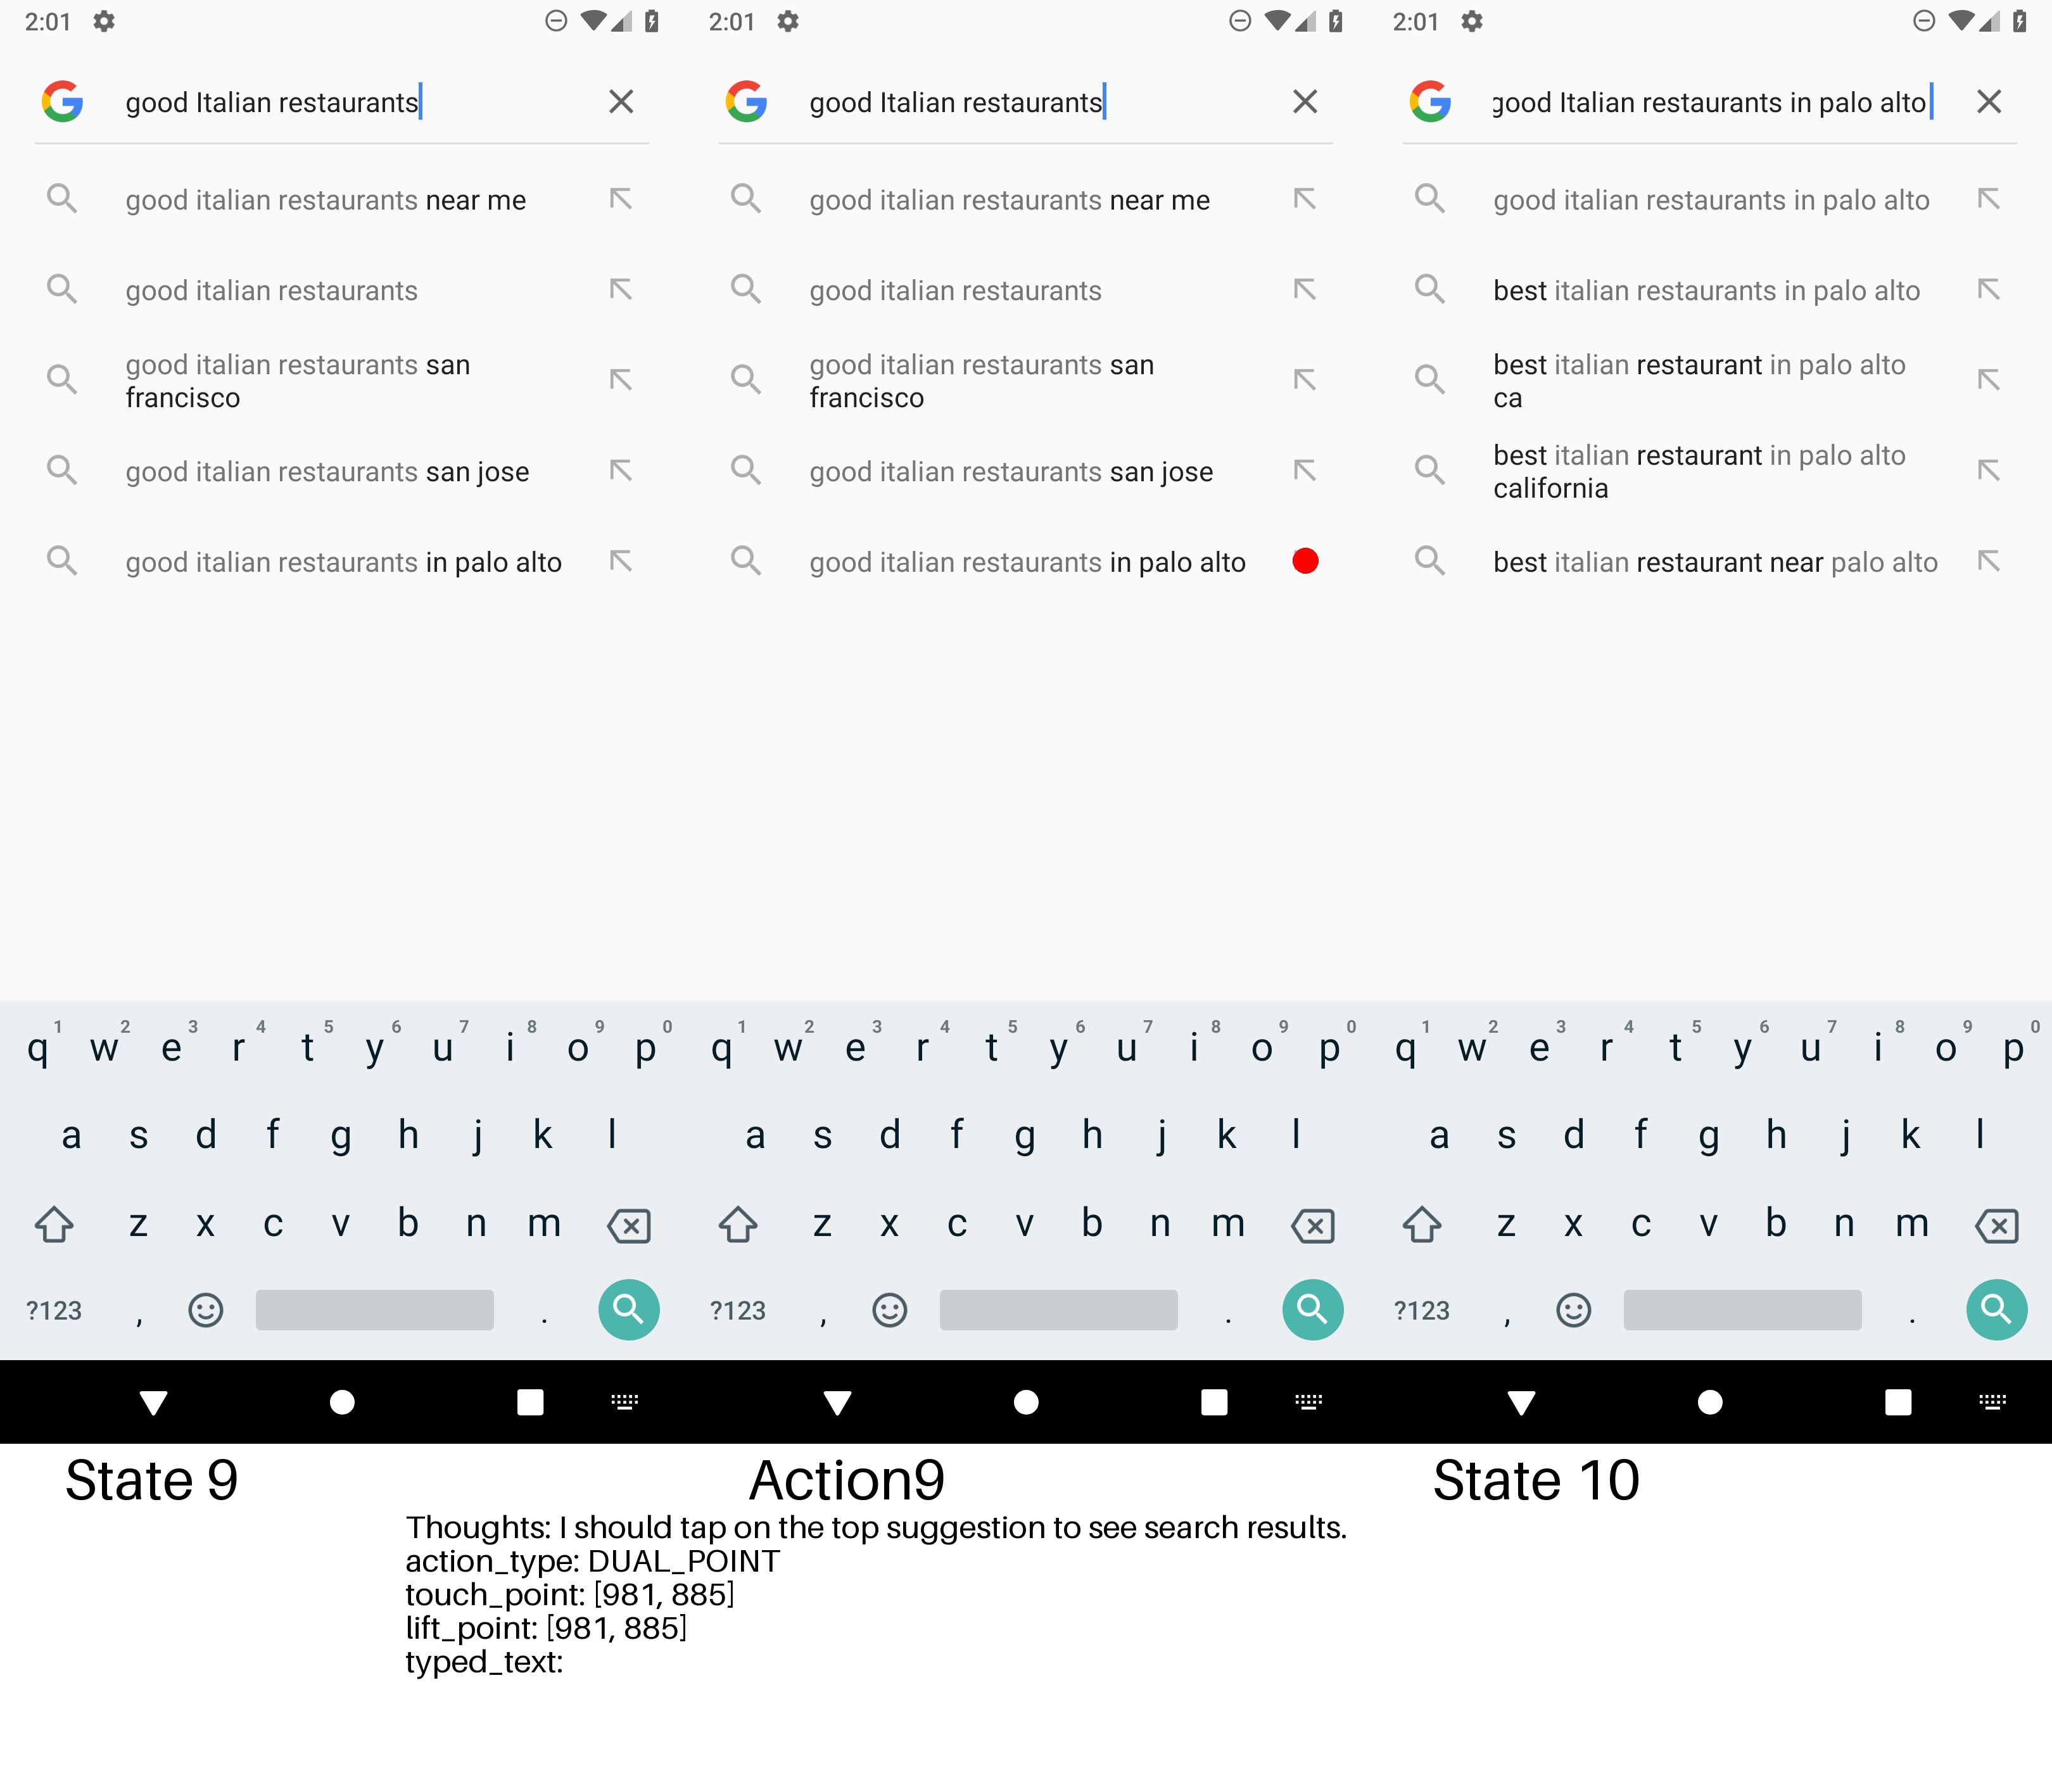 2:01
good Italian restaurants
good italian restaurants near me
good italian restaurants
good italian restaurants san
francisco
good italian restaurants san jose
good italian restaurants in palo alto
1 2 3 4 5 6 7 8 9 0
q w e r t y u i o p
a s d f g h j k l
z x c v b n m
?123 , .
State 9
2:01
good Italian restaurants
good italian restaurants near me
good italian restaurants
good italian restaurants san
francisco
good italian restaurants san jose
good italian restaurants in palo alto
1 2 3 4 5 6 7 8 9 0
q w e r t y u i o p
a s d f g h j k l
z x c v b n m
?123 , .
Action9
2:01
good Italian restaurants in palo alto
good italian restaurants in palo alto
best italian restaurants in palo alto
best italian restaurant in palo alto
ca
best italian restaurant in palo alto
california
best italian restaurant near palo alto
1 2 3 4 5 6 7 8 9 0
q w e r t y u i o p
a s d f g h j k l
z x c v b n m
?123 , .
State 10
Thoughts: I should tap on the top suggestion to see search results.
action_type: DUAL_POINT
touch_point: [981, 885]
lift_point: [981, 885]
typed_text: